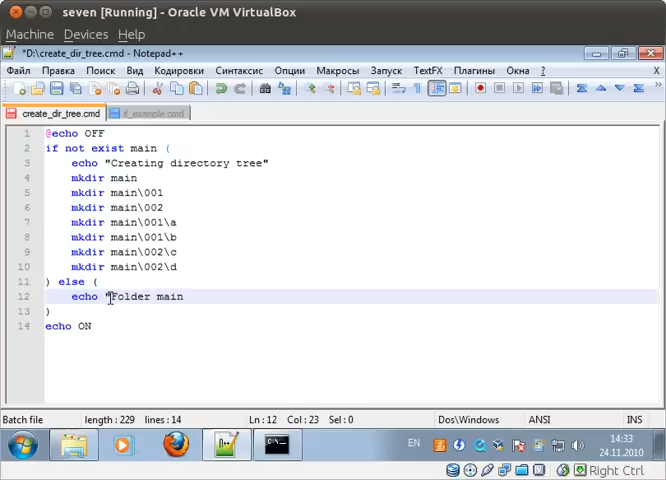 seven [Running] - Oracle VM VirtualBox
Machine Devices Help
*D:\create_dir_tree.cmd - Notepad++
Файл Правка Поиск Вид Кодировки Синтаксис Опции Макросы Запуск TextFX Плагины Окна ? X
create_dir_tree.cmd if_example.cmd
1 @echo OFF
2 if not exist main (
3 echo "Creating directory tree"
4 mkdir main
5 mkdir main\001
6 mkdir main\002
7 mkdir main\001\a
8 mkdir main\001\b
9 mkdir main\002\c
10 mkdir main\002\d
11 ) else (
12 echo "Folder main
13 )
14 echo ON
Batch file length : 229 lines : 14 Ln : 12 Col : 23 Sel : 0 Dos\Windows ANSI INS
EN 14:33
24.11.2010
Right Ctrl